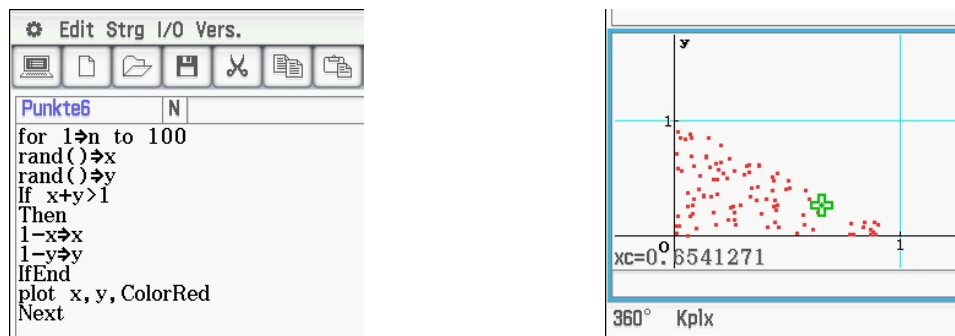 Edit Strg I/O Vers.
Punkte6 N
for 1⇒n to 100
rand()⇒x
rand()⇒y
If x+y>1
Then
1-x⇒x
1-y⇒y
IfEnd
plot x,y,ColorRed
Next
y
1
0
1
xc=0.6541271
360° Kplx